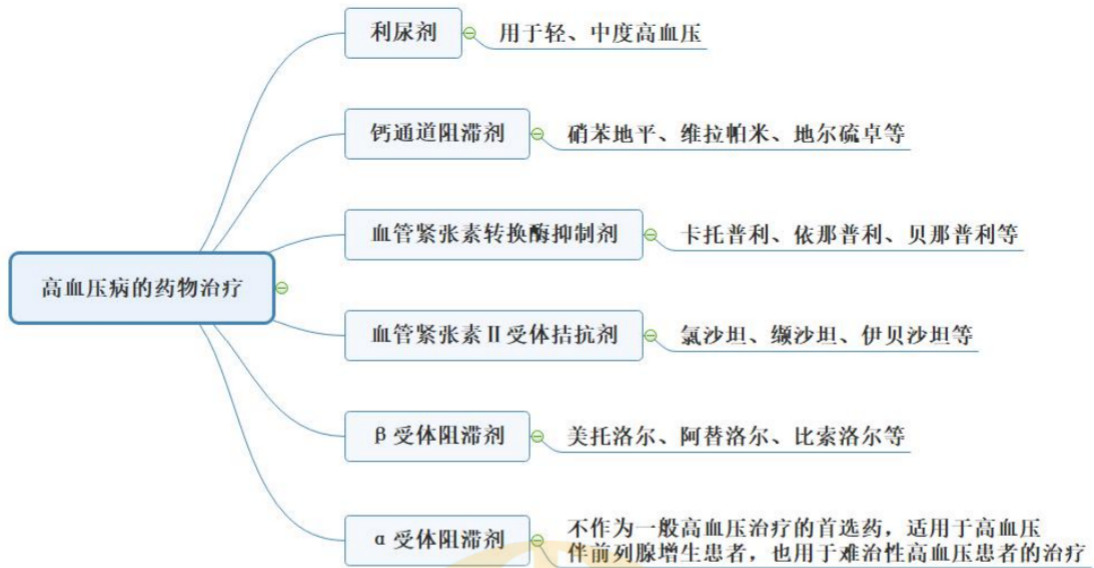 利尿剂
用于轻、中度高血压
钙通道阻滞剂
硝苯地平、维拉帕米、地尔硫卓等
血管紧张素转换酶抑制剂
卡托普利、依那普利、贝那普利等
高血压病的药物治疗
血管紧张素Ⅱ受体拮抗剂
氯沙坦、缬沙坦、伊贝沙坦等
β受体阻滞剂
美托洛尔、阿替洛尔、比索洛尔等
α受体阻滞剂
不作为一般高血压治疗的首选药，适用于高血压
伴前列腺增生患者，也用于难治性高血压患者的治疗